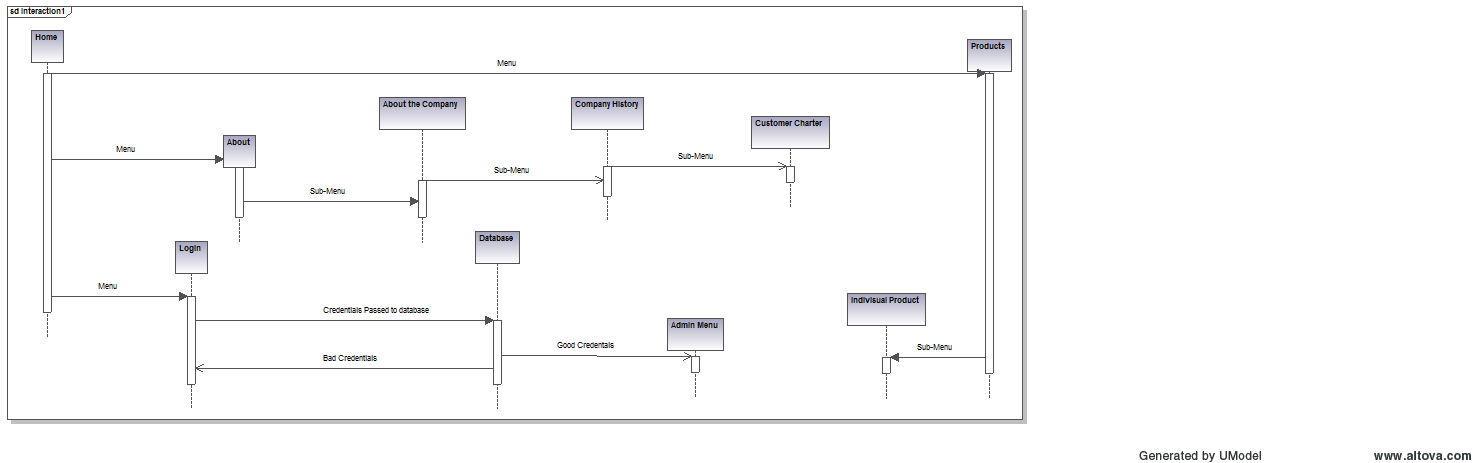 sd Interaction1
Home
Products
Menu
About the Company
Company History
Customer Charter
About
Menu
Sub-Menu
Sub-Menu
Sub-Menu
Database
Login
Menu
Indivisual Product
Credentials Passed to database
Admin Menu
Good Credentals
Sub-Menu
Bad Credentials
Generated by UModel
www.altova.com